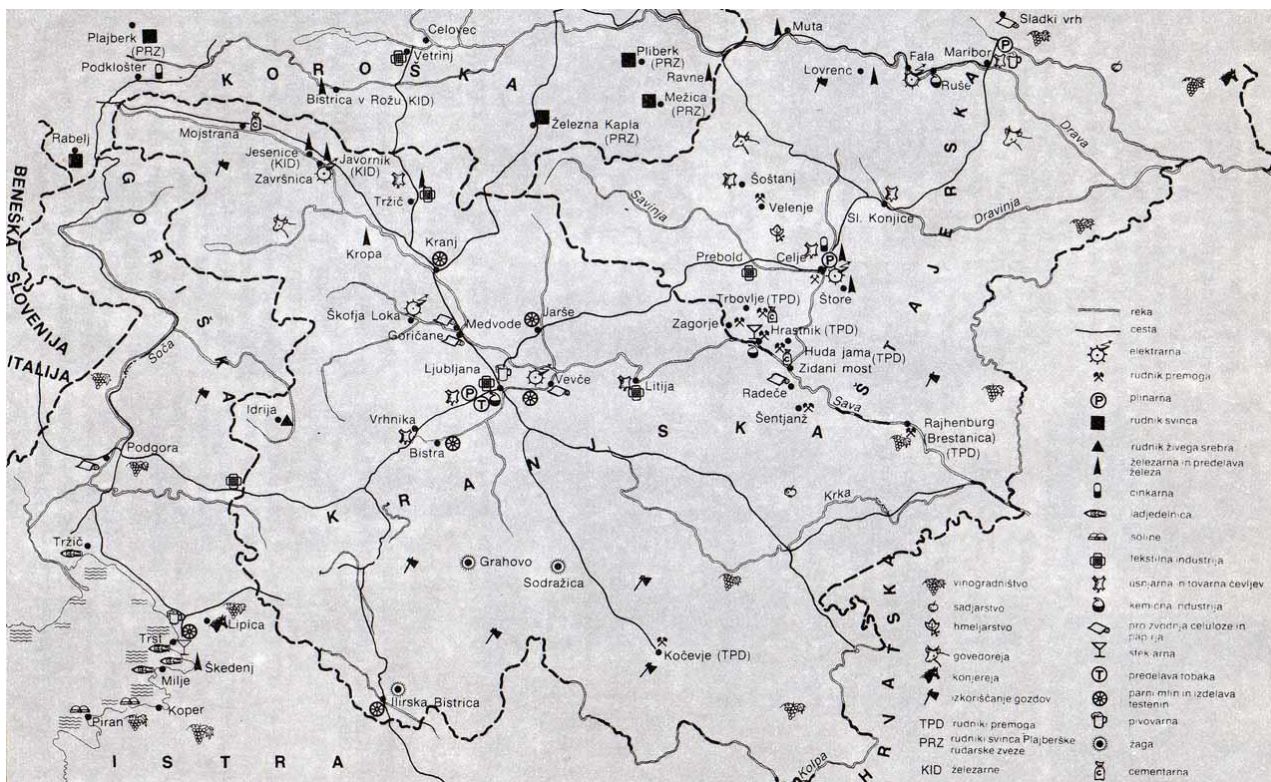 Plajberk
(PRZ)
Podklošter
Celovec
Vetrinj
KOROŠKA
Bistrica v Rožu (KID)
Pliberk
(PRZ)
Ravne
Mežica
(PRZ)
Železna Kapla
(PRZ)
Muta
Lovrenc
Fala
Ruše
Maribor
Sladki vrh
Rabelj
Mojstrana
Jesenice
(KID)
Javornik
(KID)
Završnica
Tržič
Kropa
Kranj
Šoštanj
Velenje
Savinja
Sl. Konjice
Dravinja
Drava
ŠTAJERSKA
BENEŠKA
SLOVENIJA
ITALIJA
GORIŠKA
Soča
Škofja Loka
Goričane
Medvode
Jarše
Prebold
Celje
Štore
Trbovlje (TPD)
Zagorje
Hrastnik (TPD)
Huda jama (TPD)
Zidani most
Ljubljana
Vevče
Litija
Radeče
Šentjanž
Sava
Rajhenburg
(Brestanica)
(TPD)
Idrija
Vrhnika
Bistra
Podgora
KRANJSKA
Krka
Tržič
Grahovo
Sodražica
Lipica
Trst
Škedenj
Milje
Koper
Piran
Ilirska Bistrica
Kočevje (TPD)
ISTRA
Kolpa
HRVATSKA
reka
cesta
elektrarna
rudnik premoga
plinarna
rudnik svinca
rudnik živega srebra
železarna in predelava
železa
cinkarna
ladjedelnica
soline
tekstilna industrija
usnjarna in tovarna čevljev
kemična industrija
proizvodnja celuloze in
papirja
steklarna
predelava tobaka
parni mlin in izdelava
testenin
pivovarna
žaga
cementarna
vinogradništvo
sadjarstvo
hmeljarstvo
govedoreja
konjereja
izkoriščanje gozdov
TPD rudniki premoga
PRZ rudniki svinca Plajberške
rudarske zveze
KID železarne